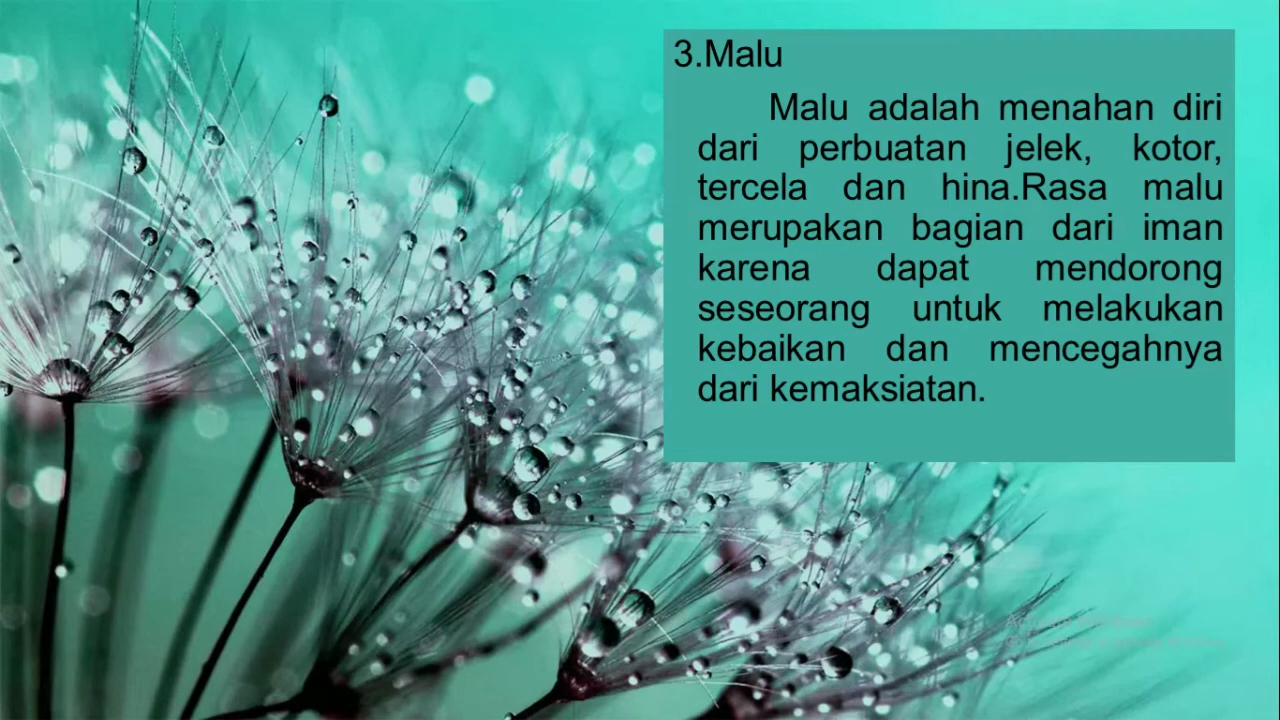 3.Malu
Malu adalah menahan diri
dari perbuatan jelek, kotor,
tercela dan hina.Rasa malu
merupakan bagian dari iman
karena dapat mendorong
seseorang untuk melakukan
kebaikan dan mencegahnya
dari kemaksiatan.